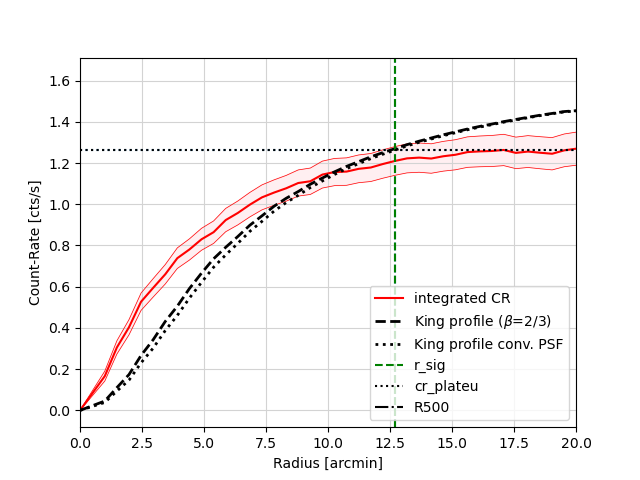 1.6
1.4
1.2
1.0
0.8
0.6
0.4
0.2
0.0
Count-Rate [cts/s]
integrated CR
King profile (β=2/3)
King profile conv. PSF
r_sig
cr_plateu
R500
0.0 2.5 5.0 7.5 10.0 12.5 15.0 17.5 20.0
Radius [arcmin]